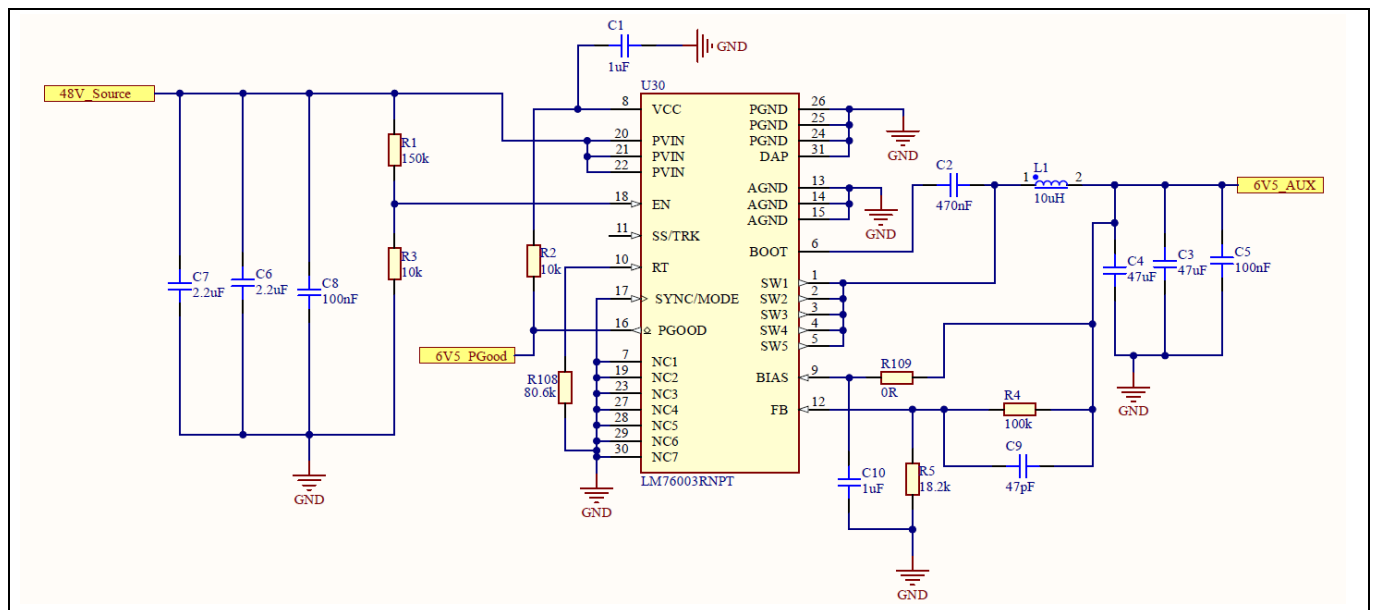 C1
1uF
GND
48V_Source
U30
8 VCC
20 PVIN
21 PVIN
22 PVIN
18 EN
11 SS/TRK
10 RT
17 SYNC/MODE
16 PGOOD
7 NC1
19 NC2
23 NC3
27 NC4
28 NC5
29 NC6
30 NC7
PGND 26
PGND 25
PGND 24
DAP 31
AGND 13
AGND 14
AGND 15
BOOT 6
SW1 1
SW2 2
SW3 3
SW4 4
SW5 5
BIAS 9
FB 12
LM76003RNPT
R1
150k
R3
10k
R2
10k
C7
2.2uF
C6
2.2uF
C8
100nF
GND
6V5_PGood
R108
80.6k
GND
GND
GND
C2
470nF
L1
1 2
10uH
6V5_AUX
C4
47uF
C3
47uF
C5
100nF
GND
R109
0R
R4
100k
C9
47pF
C10
1uF
R5
18.2k
GND